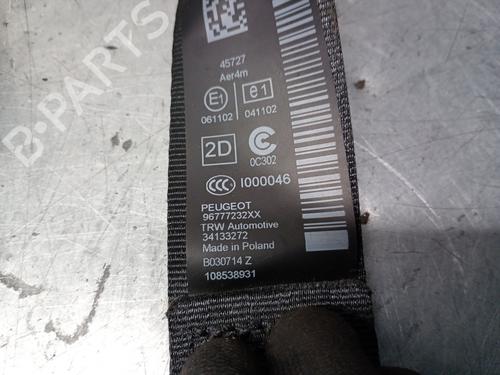 B-PARTS
45727
Aer4m
E1 e1
061102 041102
2D C
0C302
CCC I000046
PEUGEOT
96777232XX
TRW Automotive
34133272
Made in Poland
B030714 Z
108538931